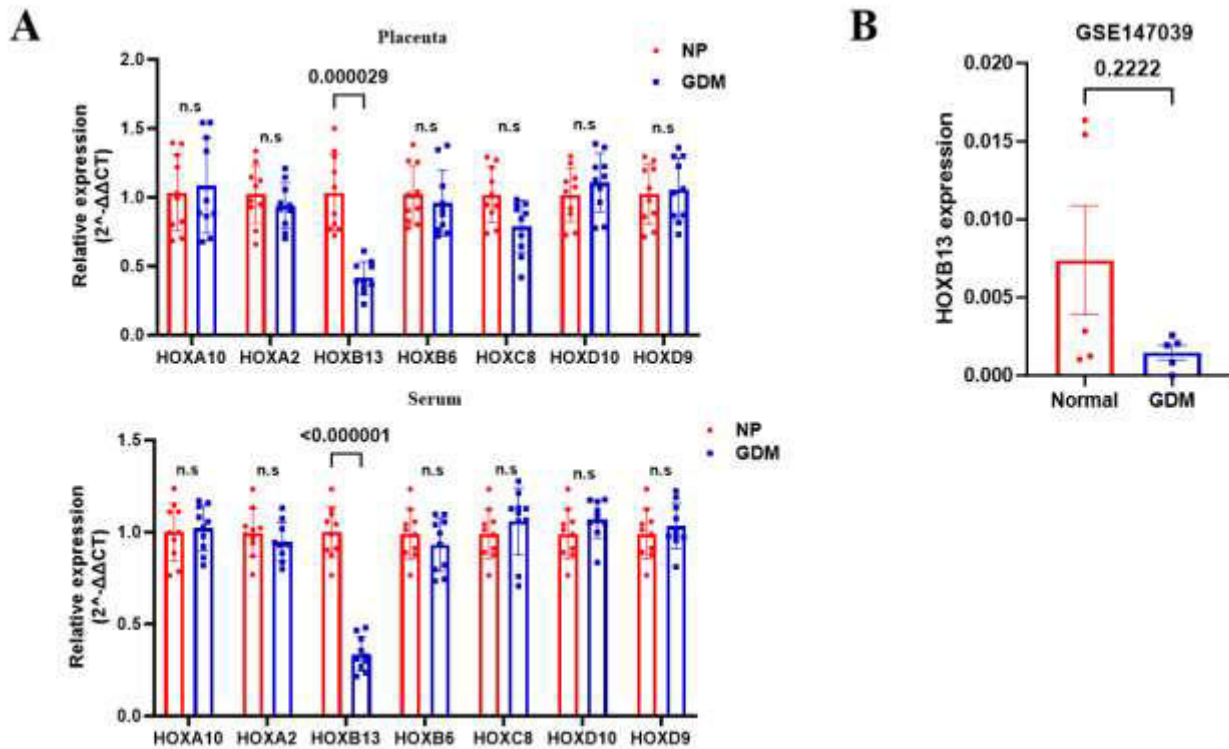 A
Placenta
NP
GDM
Relative expression
(2^-ΔΔCT)
2.0
1.5
1.0
0.5
0.0
n.s
n.s
0.000029
n.s
n.s
n.s
n.s
HOXA10 HOXA2 HOXB13 HOXB6 HOXC8 HOXD10 HOXD9
Serum
NP
GDM
Relative expression
(2^-ΔΔCT)
1.5
1.0
0.5
0.0
n.s
n.s
<0.000001
n.s
n.s
n.s
n.s
HOXA10 HOXA2 HOXB13 HOXB6 HOXC8 HOXD10 HOXD9
B
GSE147039
0.2222
HOXB13 expression
0.020
0.015
0.010
0.005
0.000
Normal GDM